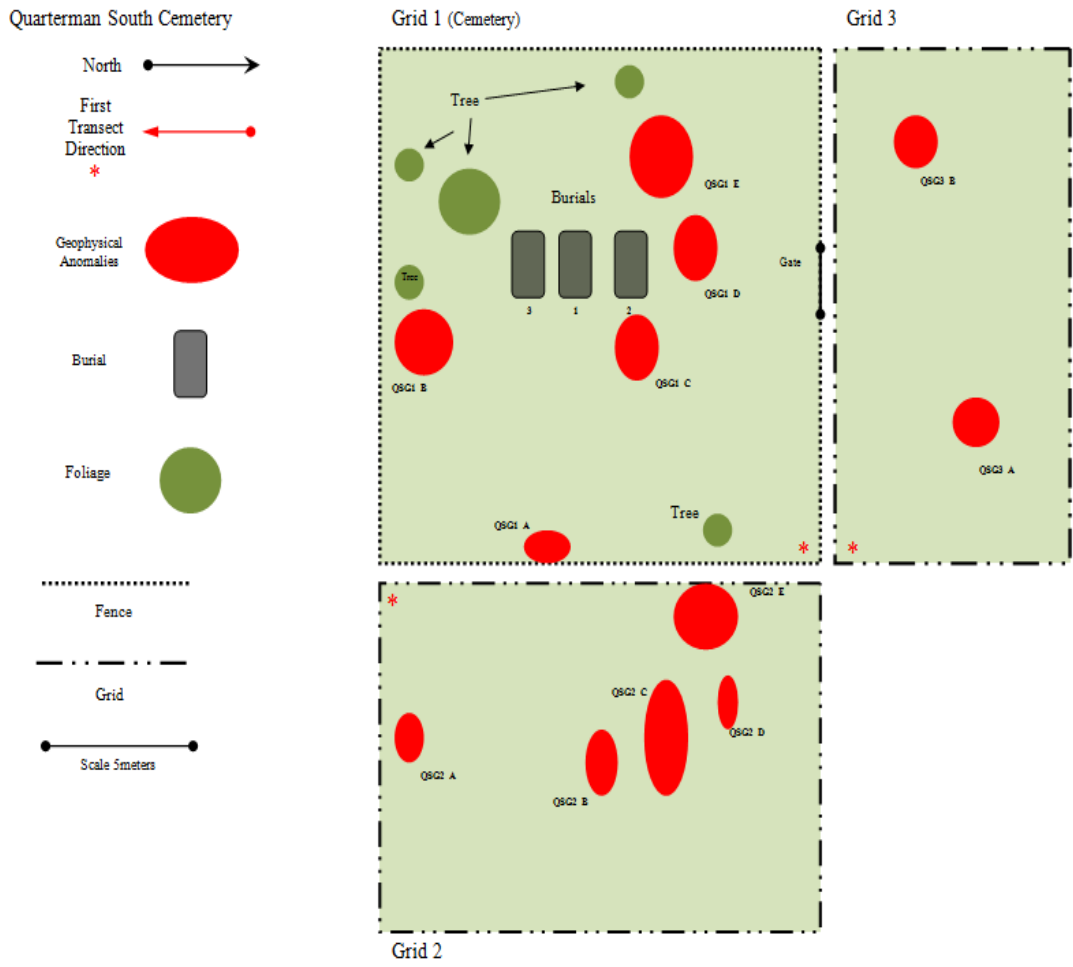 Quarterman South Cemetery
North
First
Transect
Direction
*
Geophysical
Anomalies
Burial
Foliage
Fence
Grid
Scale 5meters
Grid 1 (Cemetery)
Tree
QSG1 E
Burials
Tree
QSG1 D
Gate
3 1 2
QSG1 B
QSG1 C
QSG1 A
Tree
*
Grid 3
QSG3 B
QSG3 A
*
*
QSG2 E
QSG2 C
QSG2 D
QSG2 A
QSG2 B
Grid 2